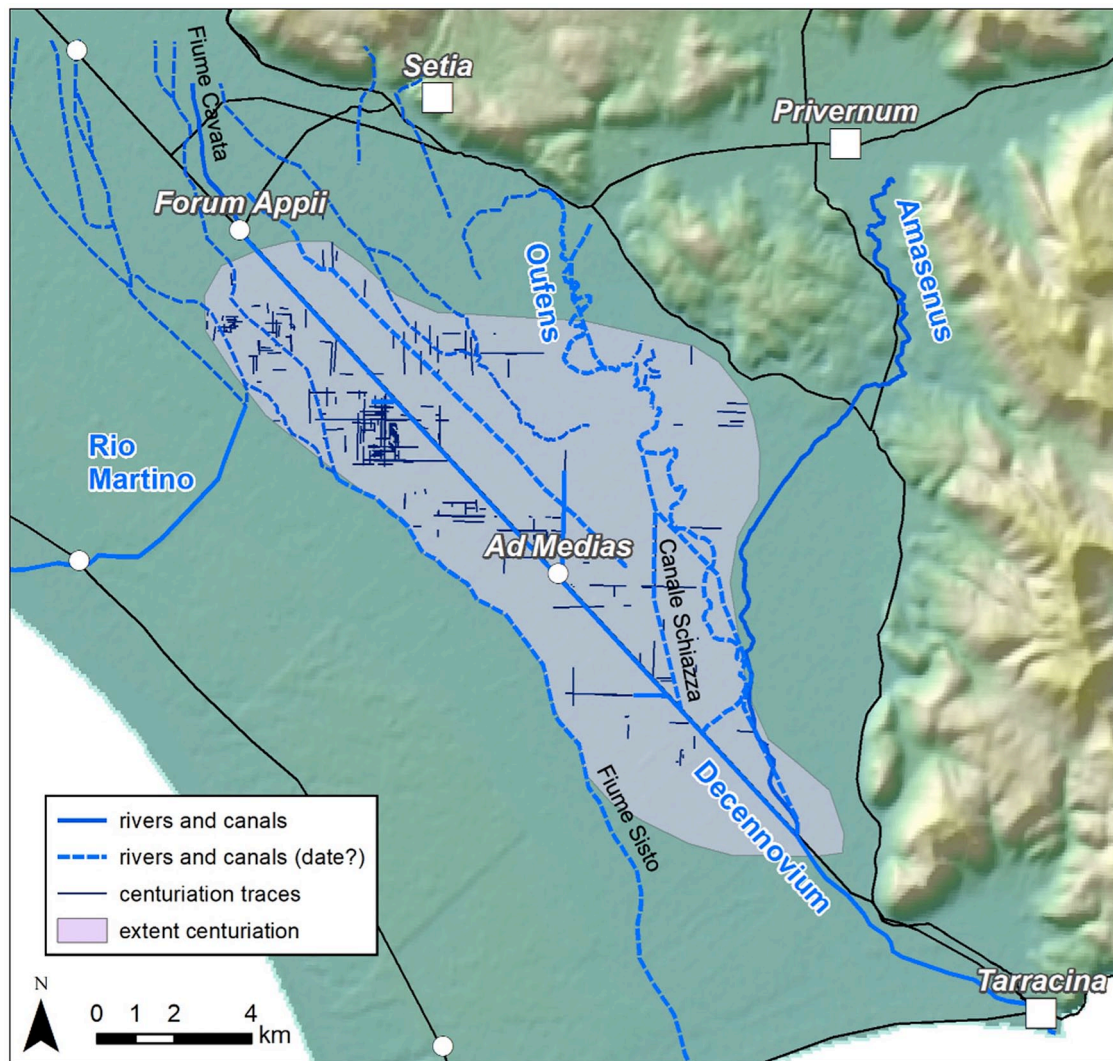 Fiume Cavata
Setia
Privernum
Forum Appii
Oufens
Amasenus
Rio
Martino
Ad Medias
Canale Schiazza
Fiume Sisto
Decennovium
Tarracina
rivers and canals
rivers and canals (date?)
centuriation traces
extent centuriation
N
0 1 2 4
km